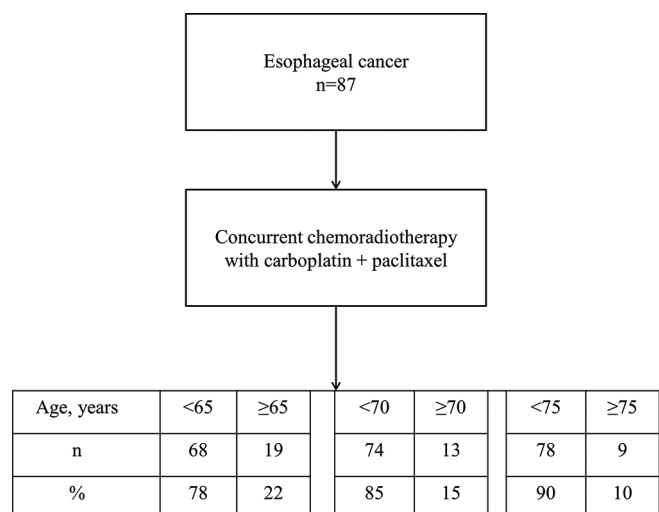 Esophageal cancer
n=87
Concurrent chemoradiotherapy
with carboplatin + paclitaxel
Age, years <65 ≥65 <70 ≥70 <75 ≥75
n 68 19 74 13 78 9
% 78 22 85 15 90 10